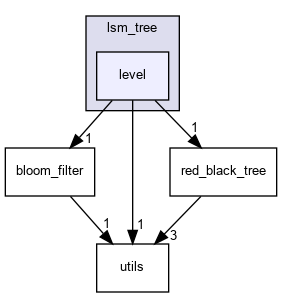 lsm_tree
level
1
1
bloom_filter
red_black_tree
1
1
3
utils